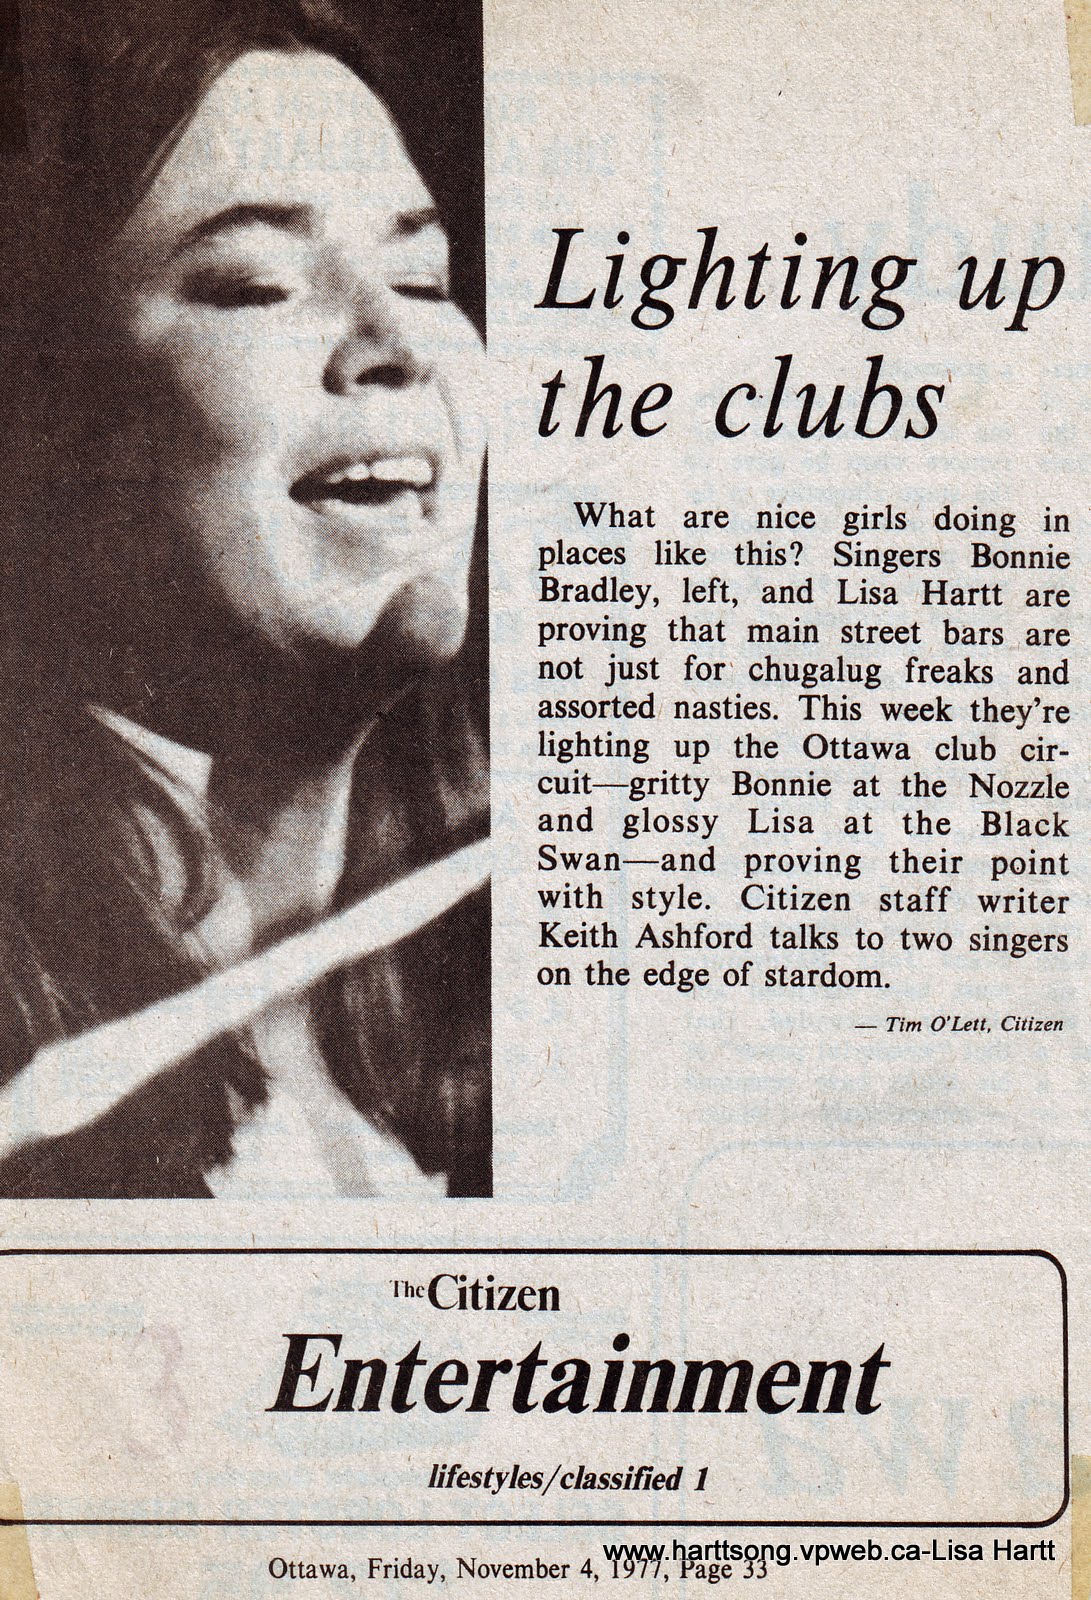 Lighting up
the clubs
What are nice girls doing in
places like this? Singers Bonnie
Bradley, left, and Lisa Hartt are
proving that main street bars are
not just for chugalug freaks and
assorted nasties. This week they're
lighting up the Ottawa club cir-
cuit—gritty Bonnie at the Nozzle
and glossy Lisa at the Black
Swan—and proving their point
with style. Citizen staff writer
Keith Ashford talks to two singers
on the edge of stardom.
— Tim O'Lett, Citizen
The Citizen
Entertainment
lifestyles/classified 1
www.harttsong.vpweb.ca-Lisa Hartt
Ottawa, Friday, November 4, 1977, Page 33